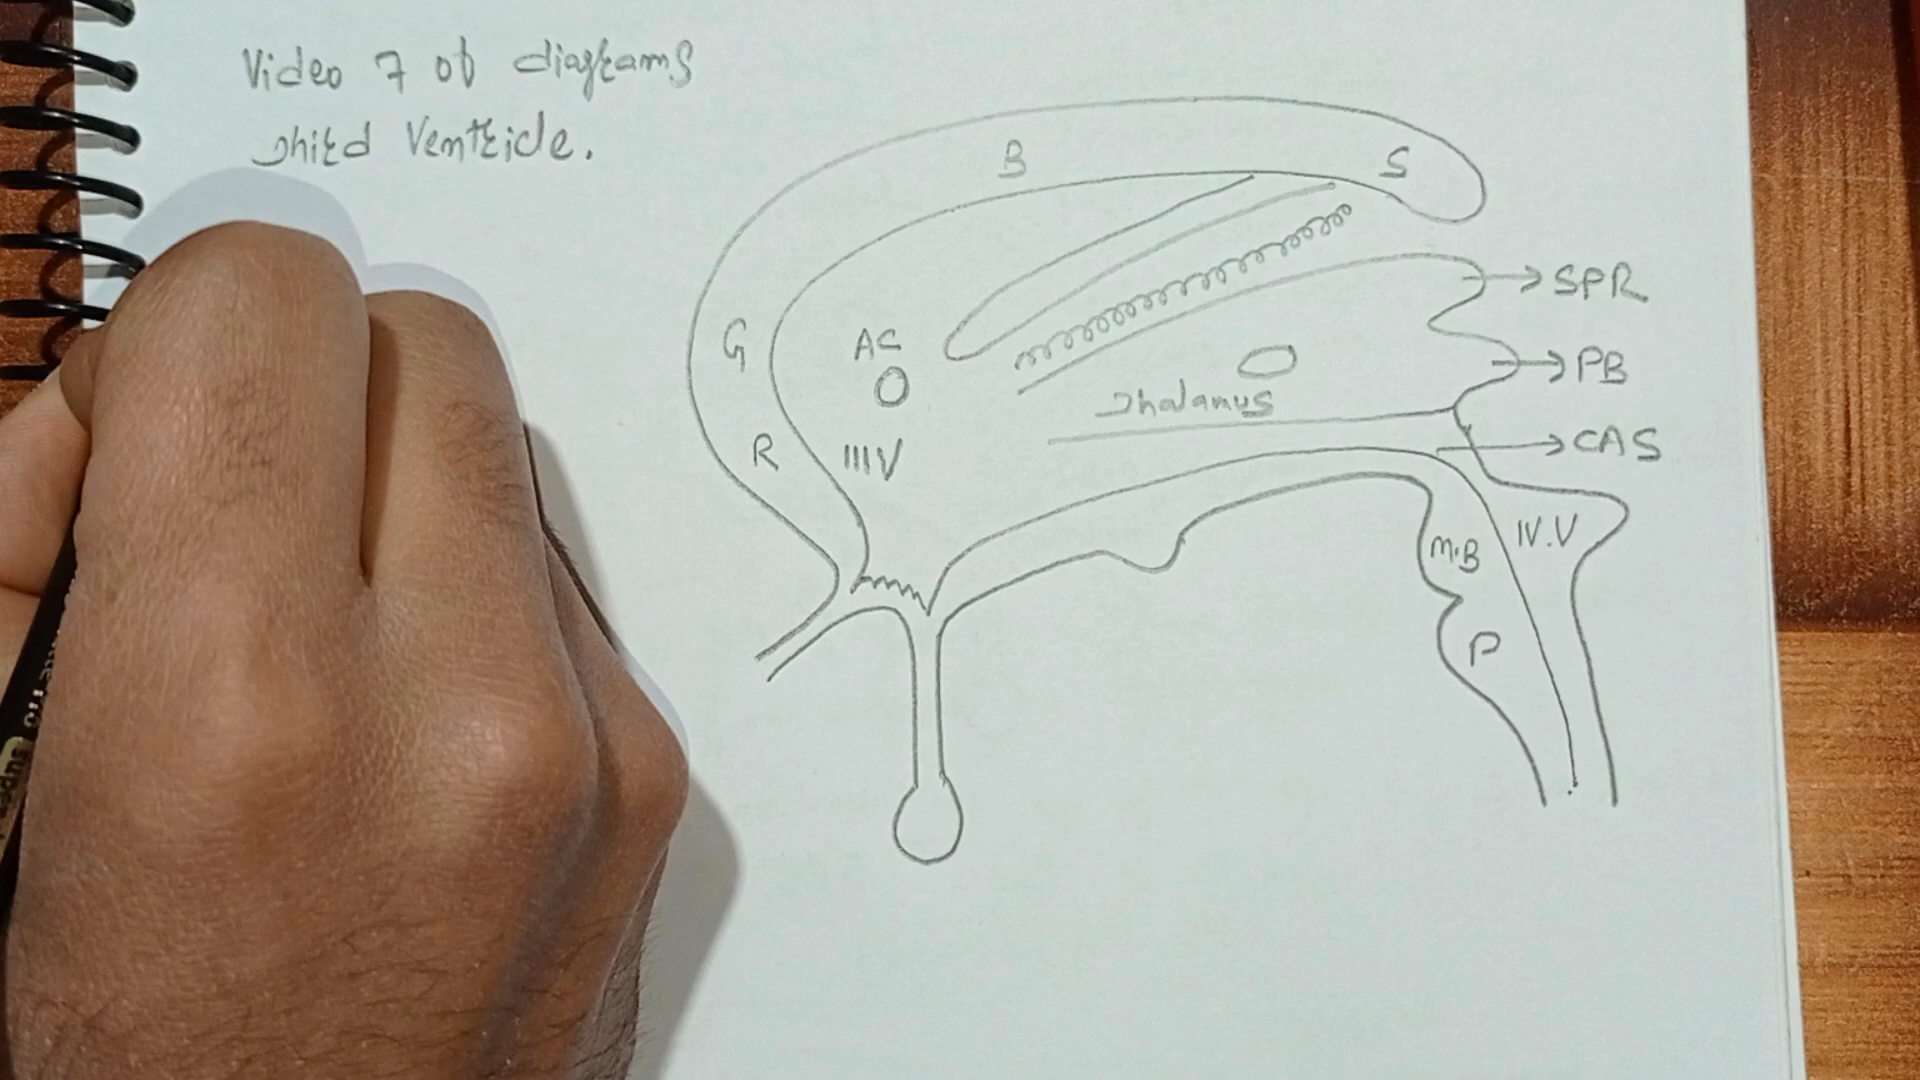 Video 7 of diagrams
Third Ventricle.
B
S
SPR
G
AC
PB
Thalamus
R
IIIV
CAS
M.B
IV.V
P